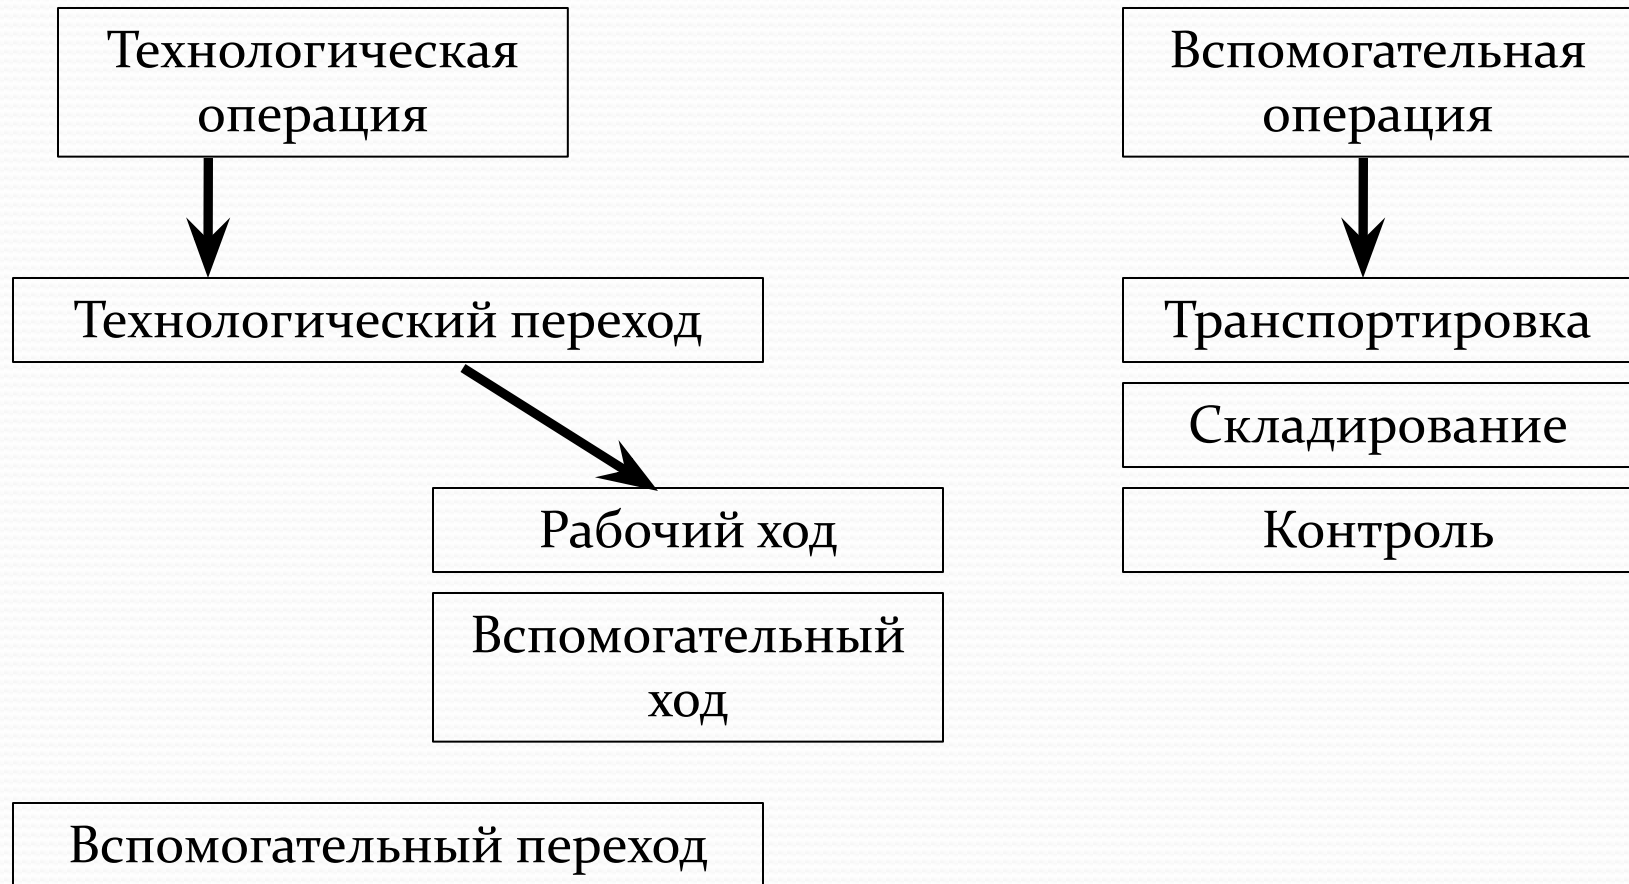 Технологическая
операция
Вспомогательная
операция
Технологический переход
Транспортировка
Складирование
Рабочий ход
Контроль
Вспомогательный
ход
Вспомогательный переход